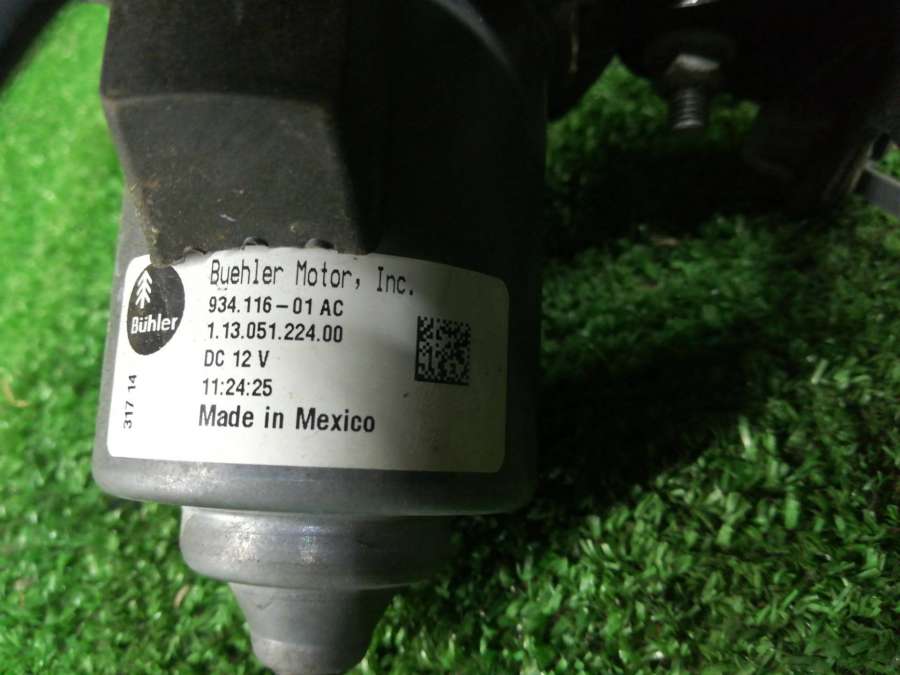 Buehler Motor, Inc.
934.116-01 AC
1.13.051.224.00
DC 12 V
11:24:25
Made in Mexico
Bühler
317 14